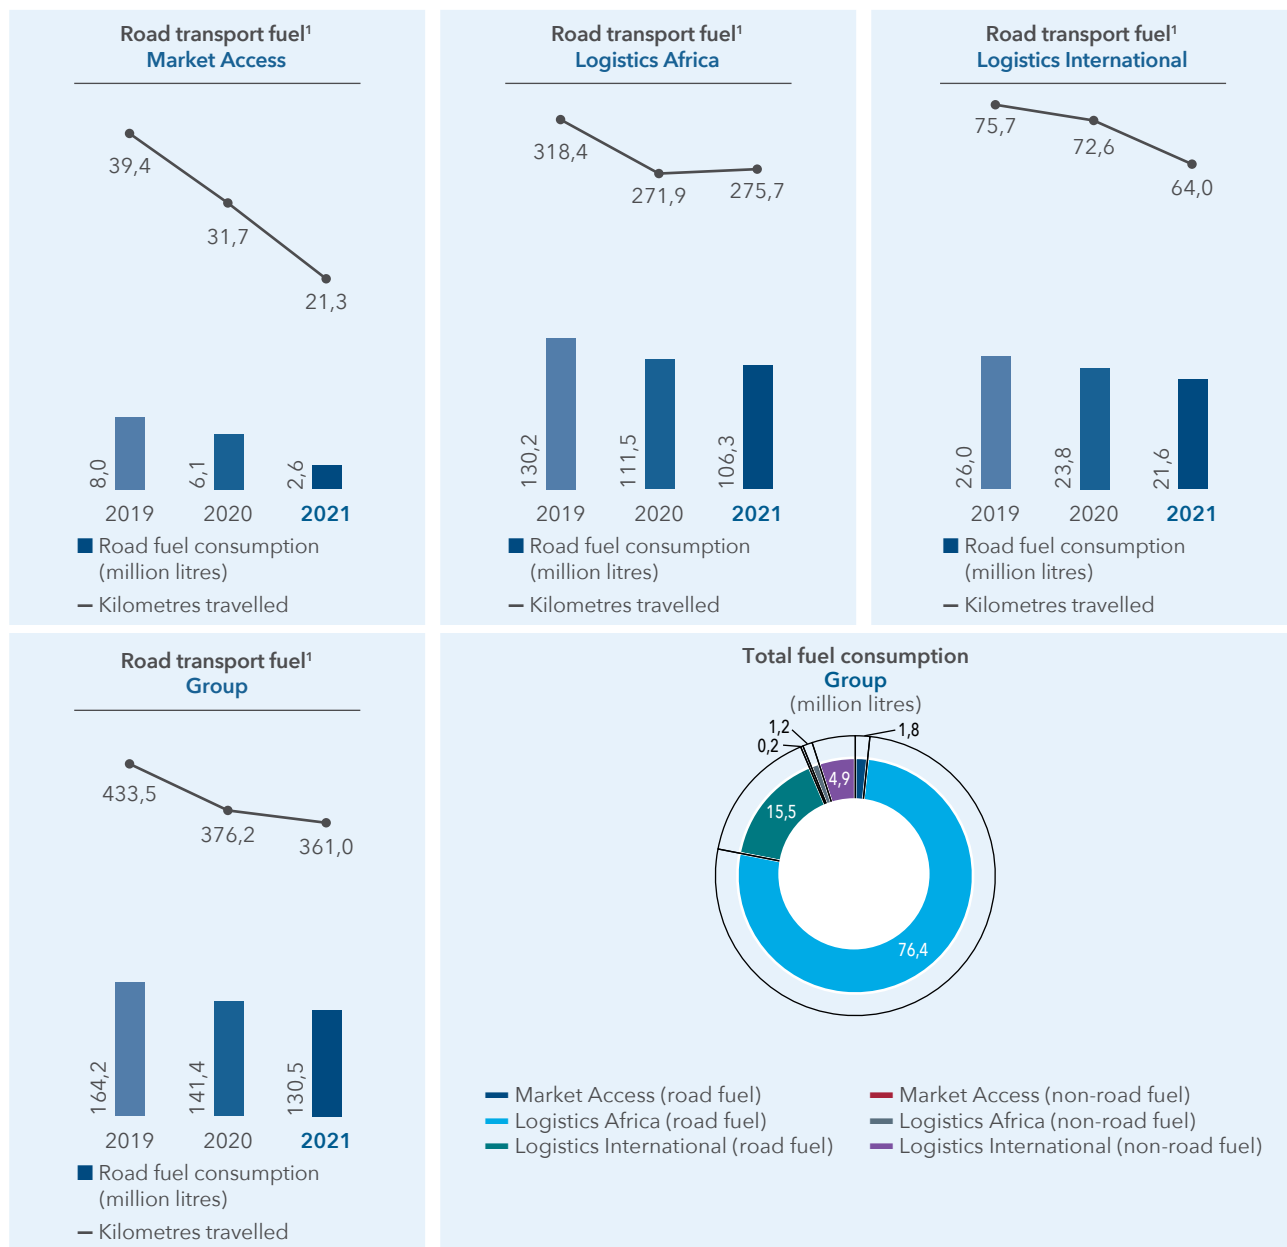 Road transport fuel¹
Market Access
39,4
31,7
21,3
8,0
6,1
2,6
2019
2020
2021
Road fuel consumption
(million litres)
Kilometres travelled
Road transport fuel¹
Logistics Africa
318,4
271,9
275,7
130,2
111,5
106,3
2019
2020
2021
Road fuel consumption
(million litres)
Kilometres travelled
Road transport fuel¹
Logistics International
75,7
72,6
64,0
26,0
23,8
21,6
2019
2020
2021
Road fuel consumption
(million litres)
Kilometres travelled
Road transport fuel¹
Group
433,5
376,2
361,0
164,2
141,4
130,5
2019
2020
2021
Road fuel consumption
(million litres)
Kilometres travelled
Total fuel consumption
Group
(million litres)
1,2
0,2
1,8
4,9
15,5
76,4
Market Access (road fuel)
Logistics Africa (road fuel)
Logistics International (road fuel)
Market Access (non-road fuel)
Logistics Africa (non-road fuel)
Logistics International (non-road fuel)